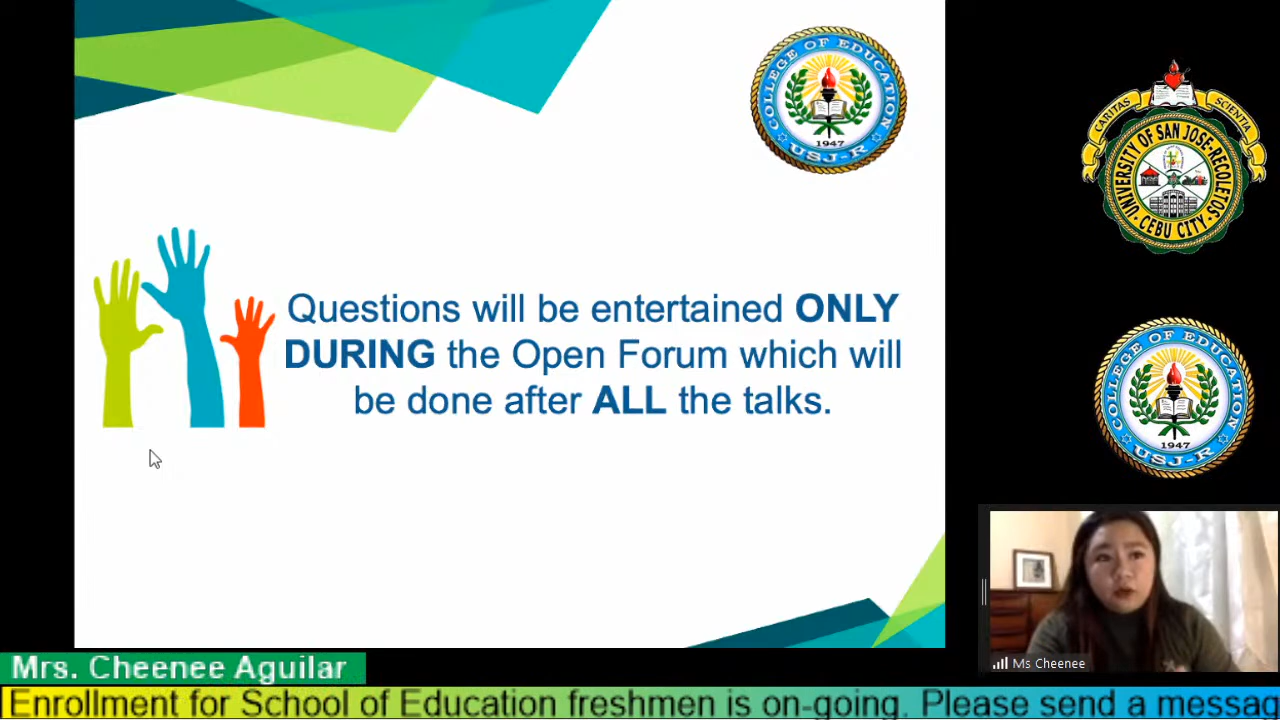 COLLEGE OF EDUCATION
1947
USJ-R
CARITAS
SCIENTIA
UNIVERSITY OF SAN JOSE-RECOLETOS
· CEBU CITY ·
Questions will be entertained ONLY
DURING the Open Forum which will
be done after ALL the talks.
COLLEGE OF EDUCATION
1947
USJ-R
Ms Cheenee
Mrs. Cheenee Aguilar
Enrollment for School of Education freshmen is on-going. Please send a messag